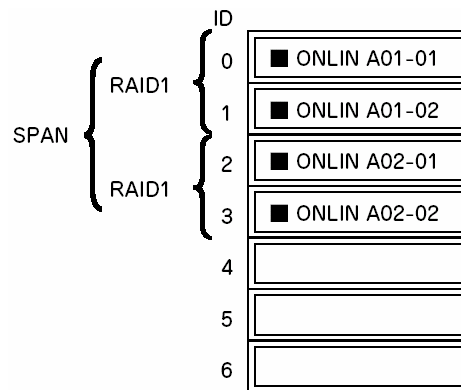 ID
0 ■ ONLIN A01-01
RAID1
1 ■ ONLIN A01-02
SPAN
2 ■ ONLIN A02-01
RAID1
3 ■ ONLIN A02-02
4
5
6